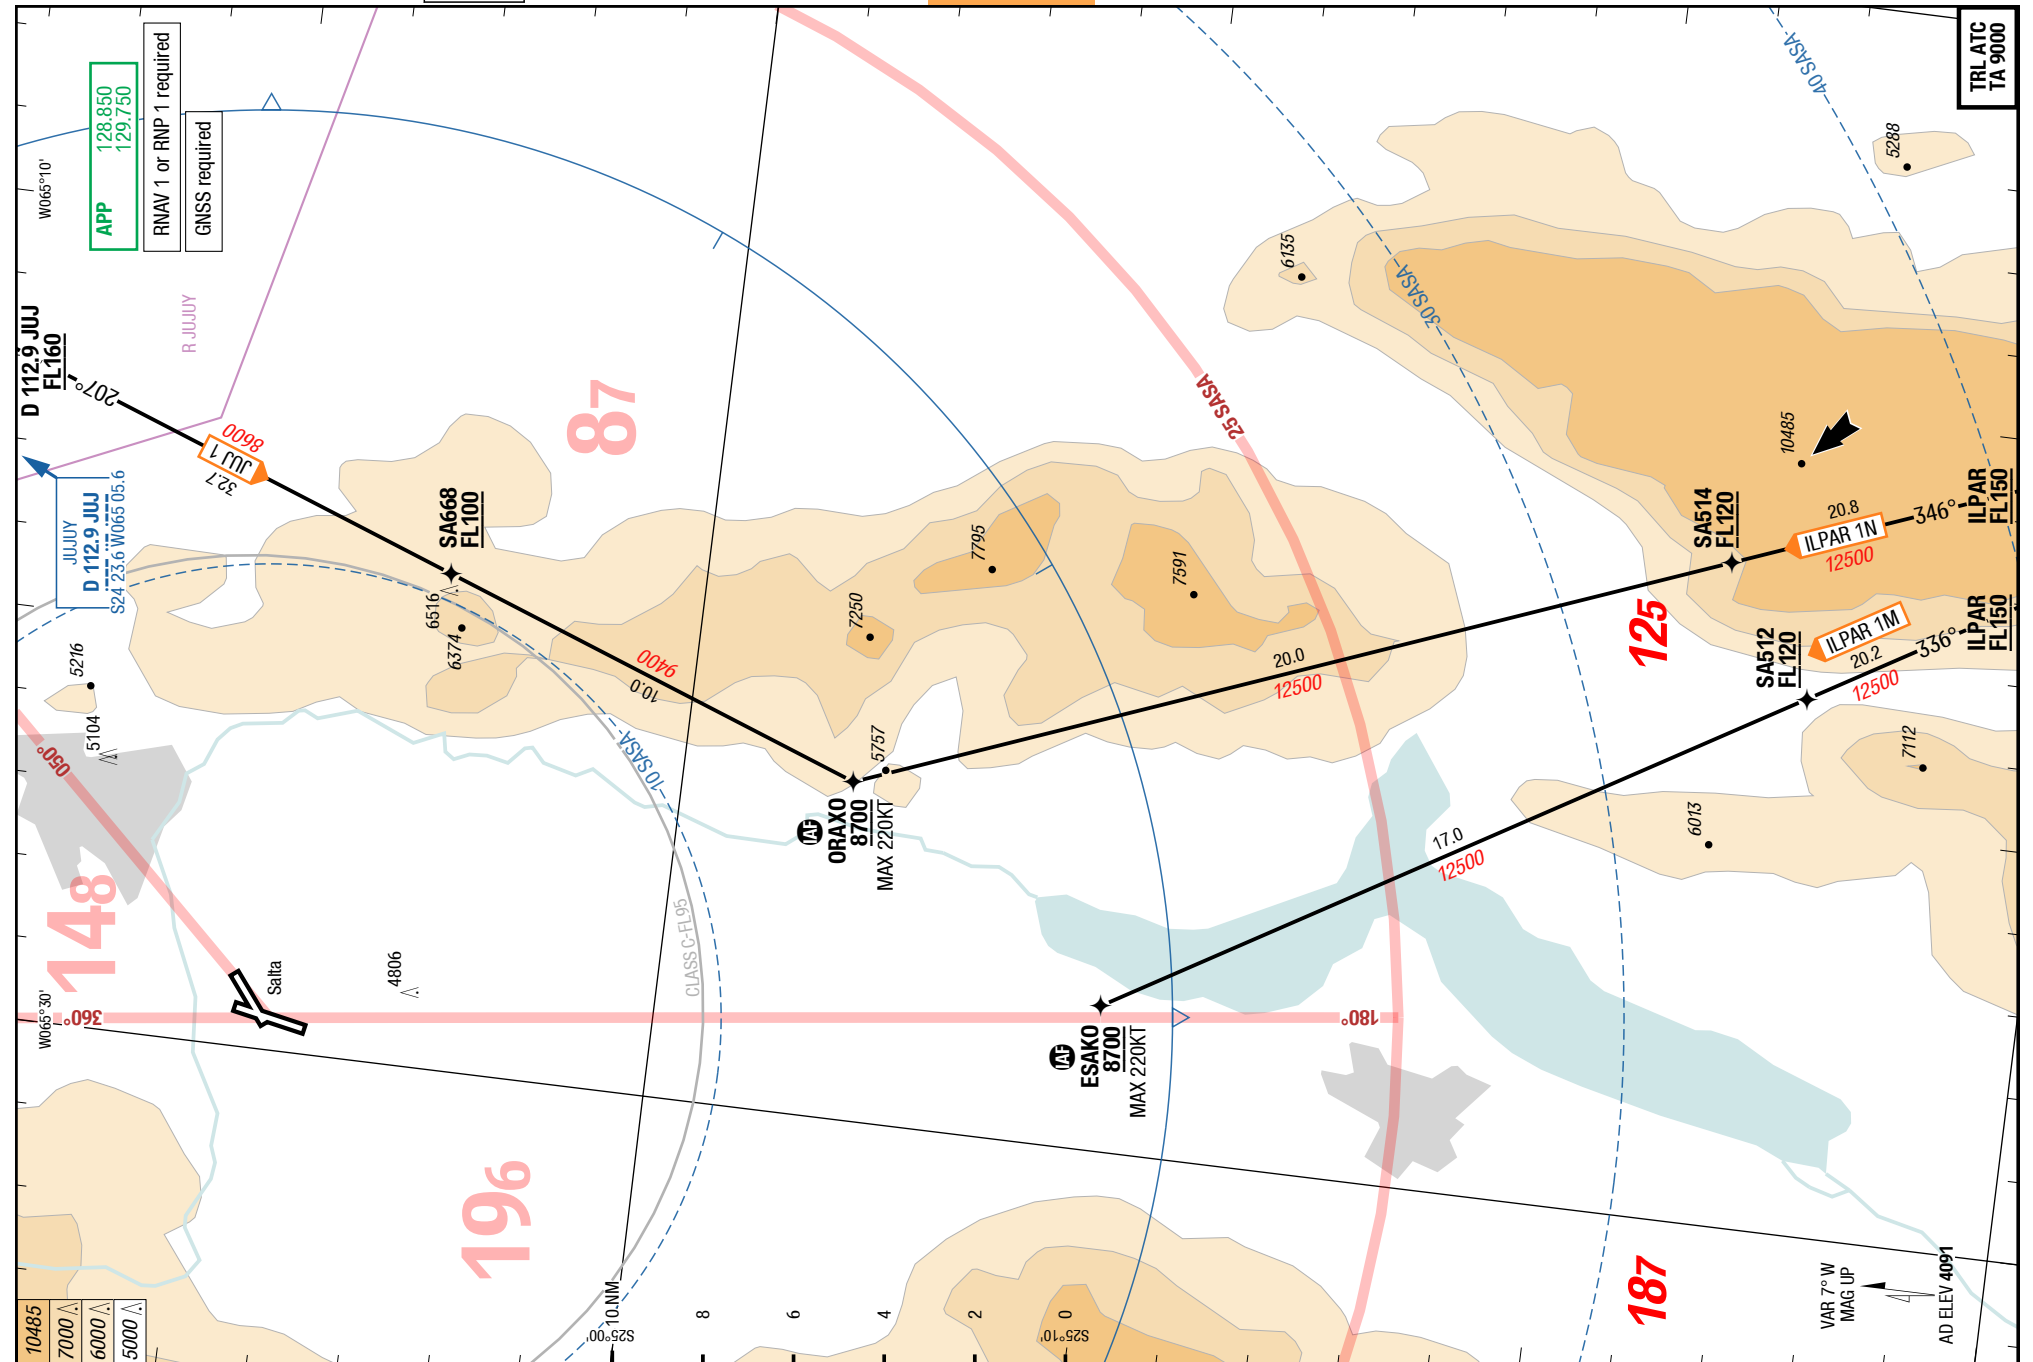 APP 128.850
129.750
RNAV 1 or RNP 1 required
GNSS required
TRL ATC
TA 9000
W065°10'
R JUJUY
D 112.9 JUJ
FL160
207°
8600
JUJ 1
32.7
JUJUY
D 112.9 JUJ
S24 23.6 W065 05.6
SA668
FL100
6516
6374
5216
5104
050°
148
87
9400
10.0
7250
7795
7591
5757
IAF
ORAXO
8700
MAX 220KT
10 SASA
CLASS C-FL95
Salta
4806
W065°30'
360°
180°
IAF
ESAKO
8700
MAX 220KT
25 SASA
30 SASA
40 SASA
6135
5288
10485
SA514
FL120
20.8
ILPAR 1N
12500
346°
ILPAR
FL150
125
20.0
12500
SA512
FL120
ILPAR 1M
20.2
12500
336°
ILPAR
FL150
17.0
12500
6013
7112
196
187
10485
7000
6000
5000
10 NM
8
6
4
2
0
S25°00'
S25°10'
VAR 7° W
MAG UP
AD ELEV 4091